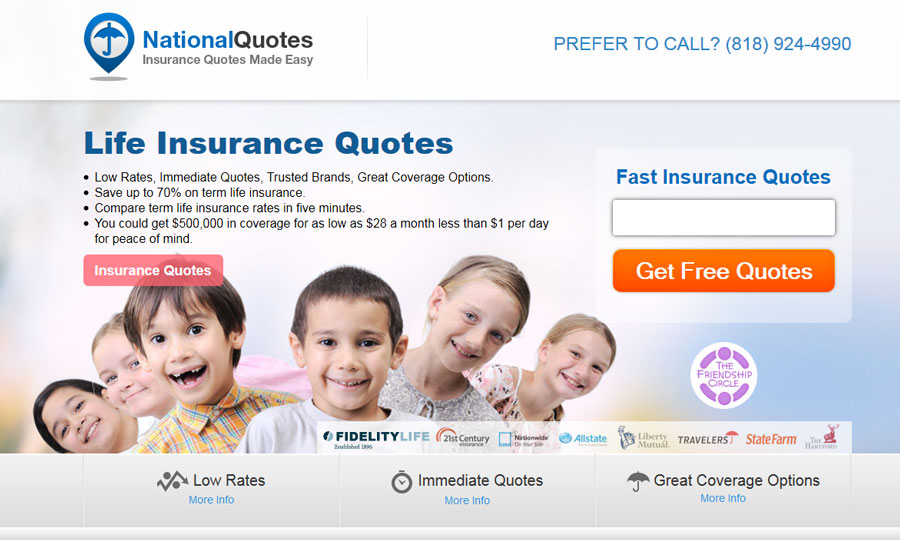 NationalQuotes
Insurance Quotes Made Easy
PREFER TO CALL? (818) 924-4990
Life Insurance Quotes
Low Rates, Immediate Quotes, Trusted Brands, Great Coverage Options.
Save up to 70% on term life insurance.
Compare term life insurance rates in five minutes.
You could get $500,000 in coverage for as low as $28 a month less than $1 per day
for peace of mind.
Insurance Quotes
Fast Insurance Quotes
Get Free Quotes
THE
FRIENDSHIP
CIRCLE
FIDELITYLIFE
Established 1896
21st Century
Insurance
Nationwide
On Your Side
Allstate
Liberty
Mutual.
TRAVELERS
State Farm
THE
HARTFORD
Low Rates
More Info
Immediate Quotes
More Info
Great Coverage Options
More Info